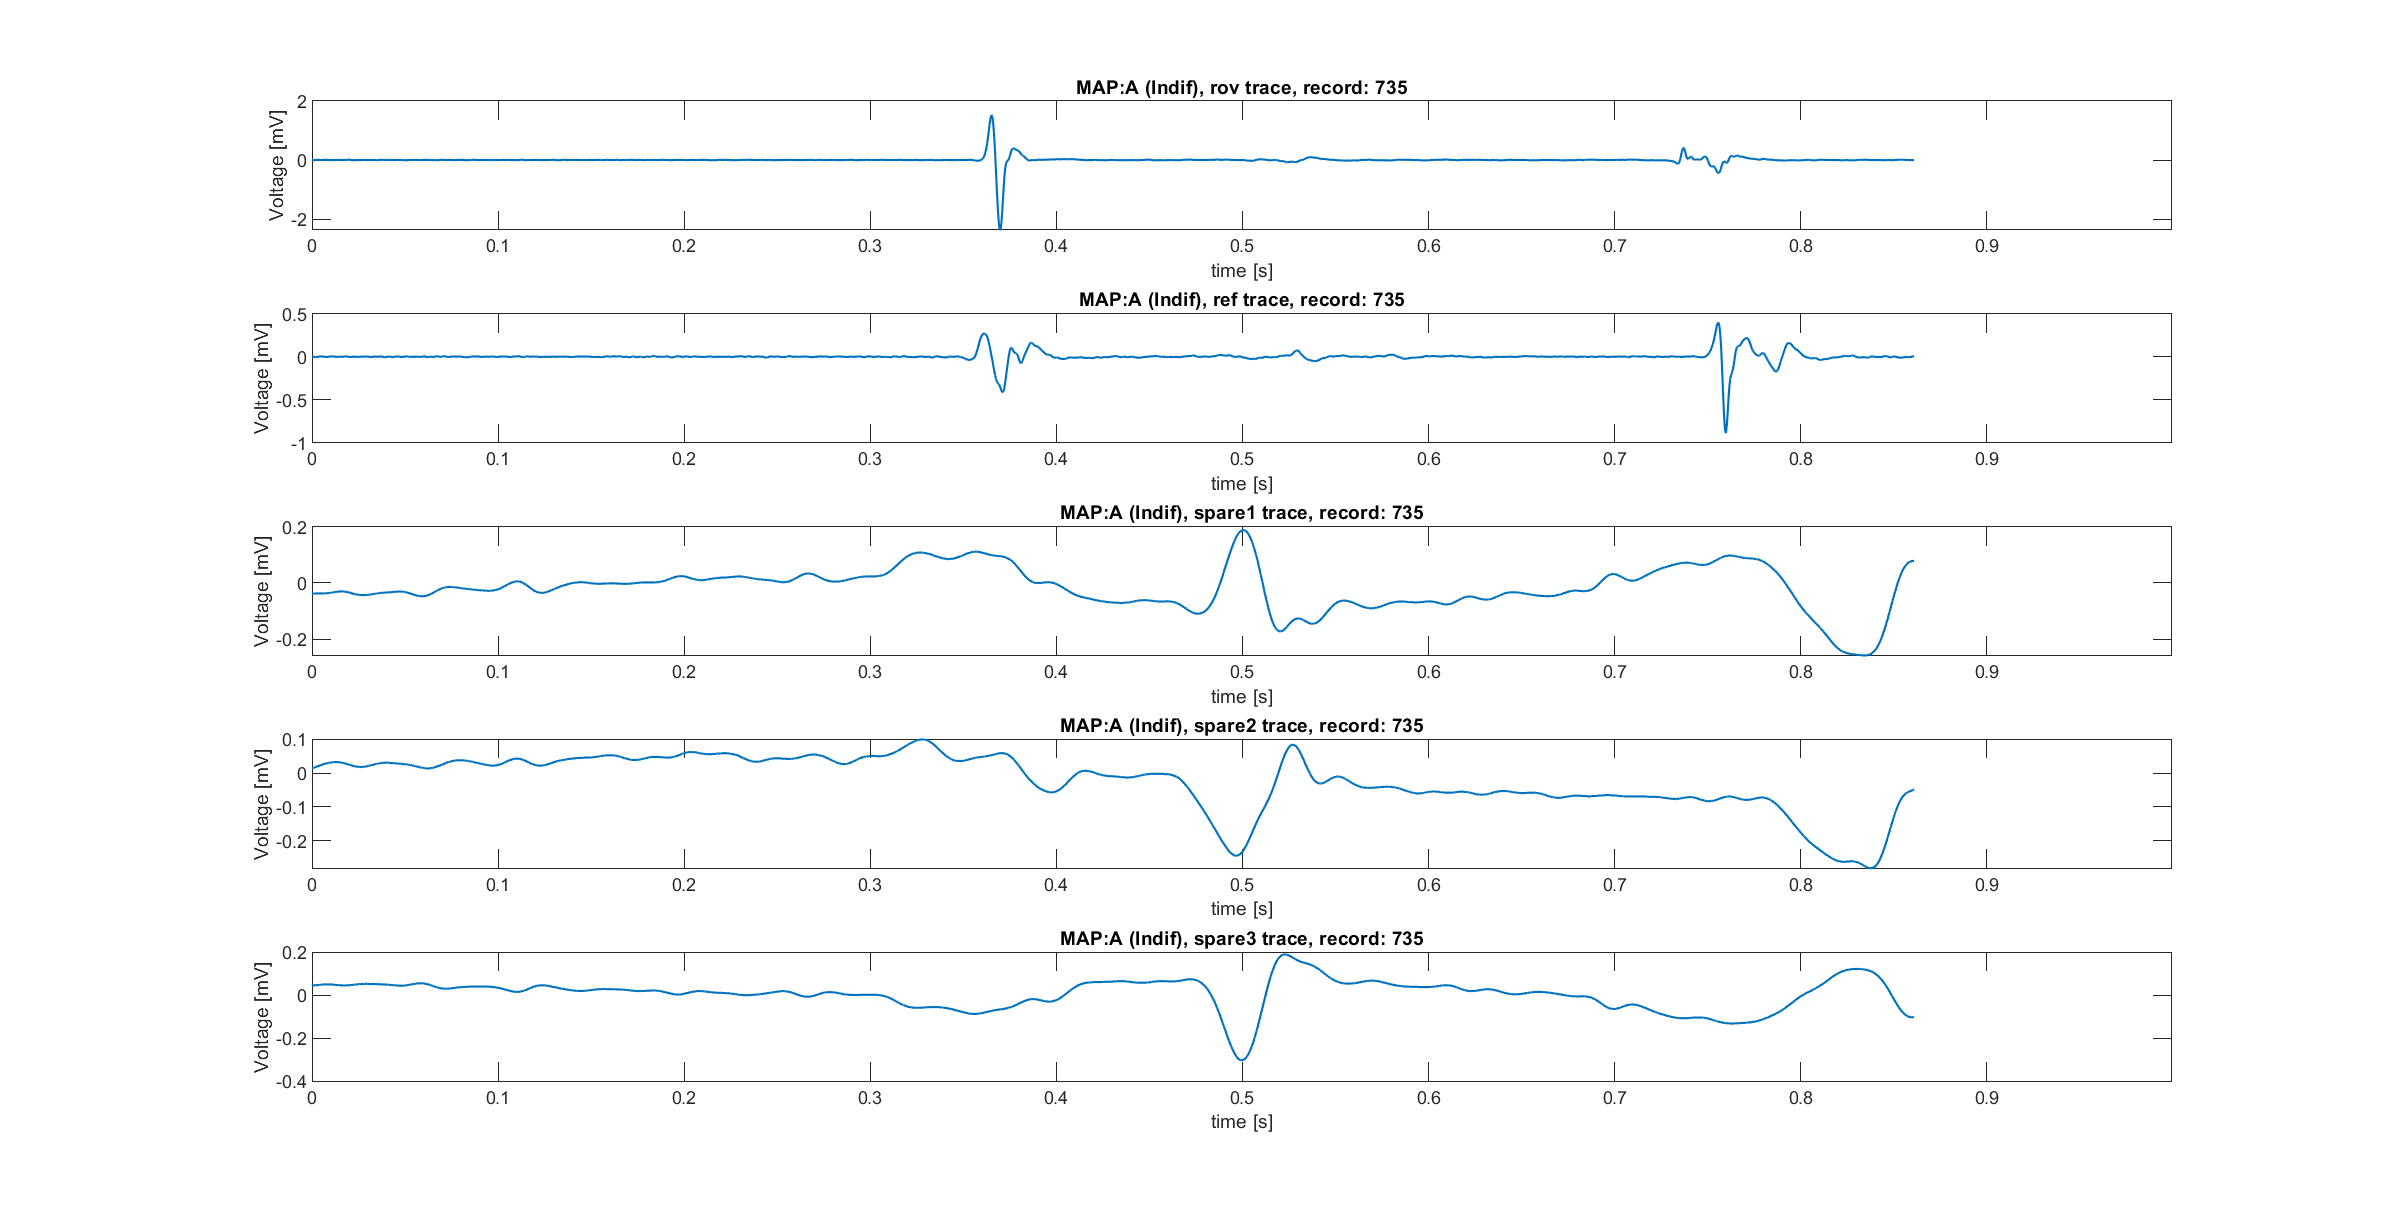 MAP:A (Indif), rov trace, record: 735
Voltage [mV]
2
0
-2
0 0.1 0.2 0.3 0.4 0.5 0.6 0.7 0.8 0.9
time [s]
MAP:A (Indif), ref trace, record: 735
Voltage [mV]
0.5
0
-0.5
-1
0 0.1 0.2 0.3 0.4 0.5 0.6 0.7 0.8 0.9
time [s]
MAP:A (Indif), spare1 trace, record: 735
Voltage [mV]
0.2
0
-0.2
0 0.1 0.2 0.3 0.4 0.5 0.6 0.7 0.8 0.9
time [s]
MAP:A (Indif), spare2 trace, record: 735
Voltage [mV]
0.1
0
-0.1
-0.2
0 0.1 0.2 0.3 0.4 0.5 0.6 0.7 0.8 0.9
time [s]
MAP:A (Indif), spare3 trace, record: 735
Voltage [mV]
0.2
0
-0.2
-0.4
0 0.1 0.2 0.3 0.4 0.5 0.6 0.7 0.8 0.9
time [s]